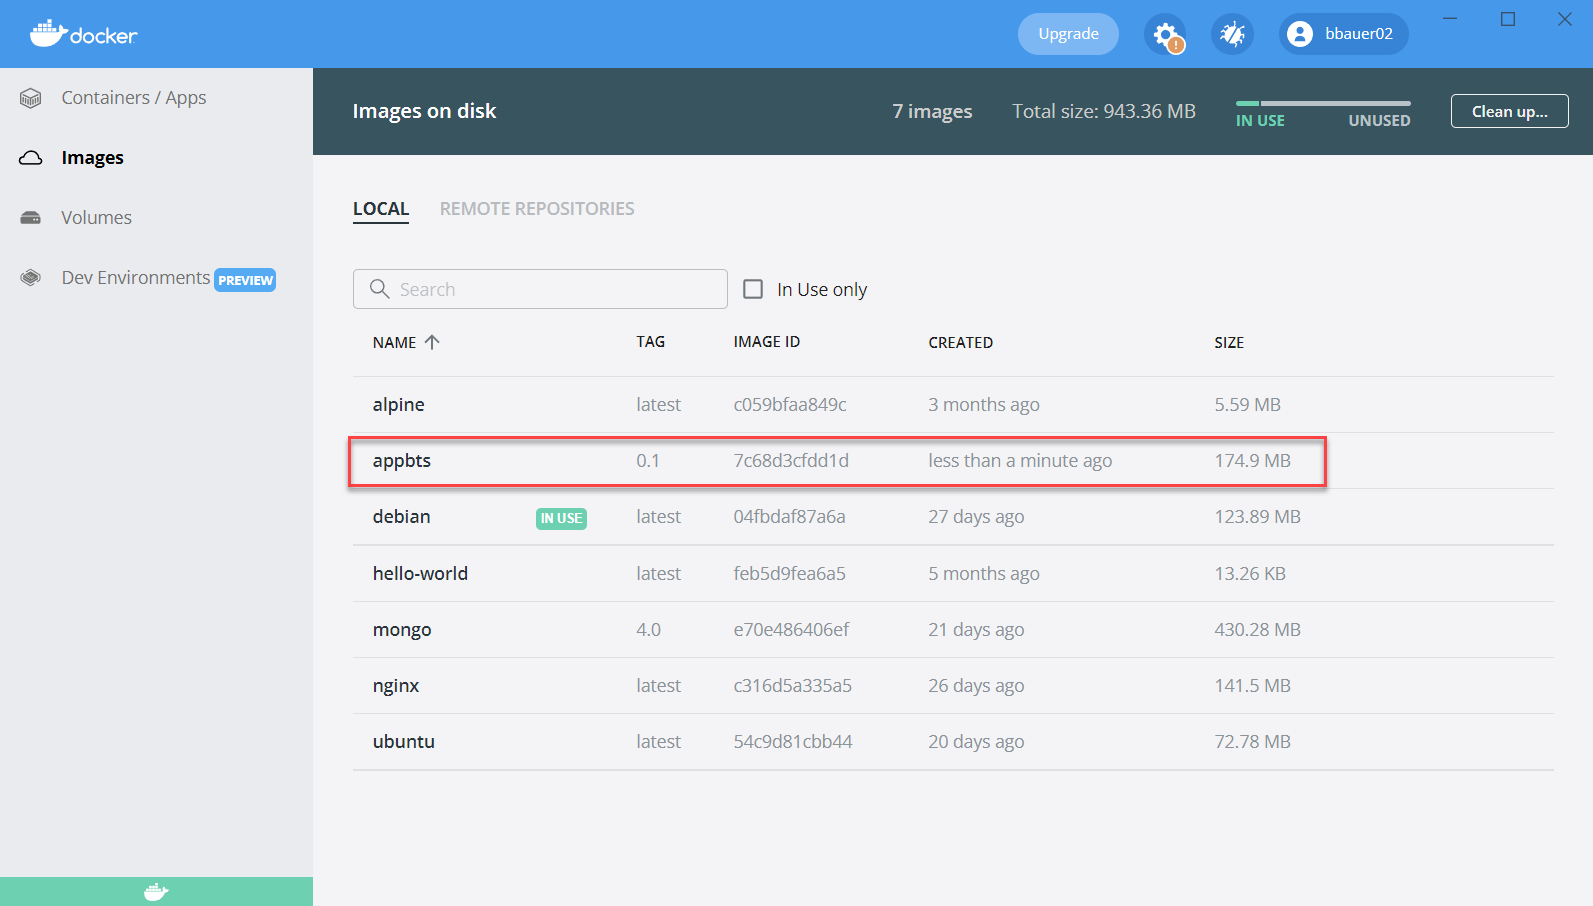 docker
Upgrade
bbauer02
Containers / Apps
Images
Volumes
Dev Environments PREVIEW
Images on disk
7 images
Total size: 943.36 MB
IN USE
UNUSED
Clean up...
LOCAL
REMOTE REPOSITORIES
Search
In Use only
NAME TAG IMAGE ID CREATED SIZE
alpine latest c059bfaa849c 3 months ago 5.59 MB
appbts 0.1 7c68d3cfdd1d less than a minute ago 174.9 MB
debian IN USE latest 04fbdaf87a6a 27 days ago 123.89 MB
hello-world latest feb5d9fea6a5 5 months ago 13.26 KB
mongo 4.0 e70e486406ef 21 days ago 430.28 MB
nginx latest c316d5a335a5 26 days ago 141.5 MB
ubuntu latest 54c9d81cbb44 20 days ago 72.78 MB